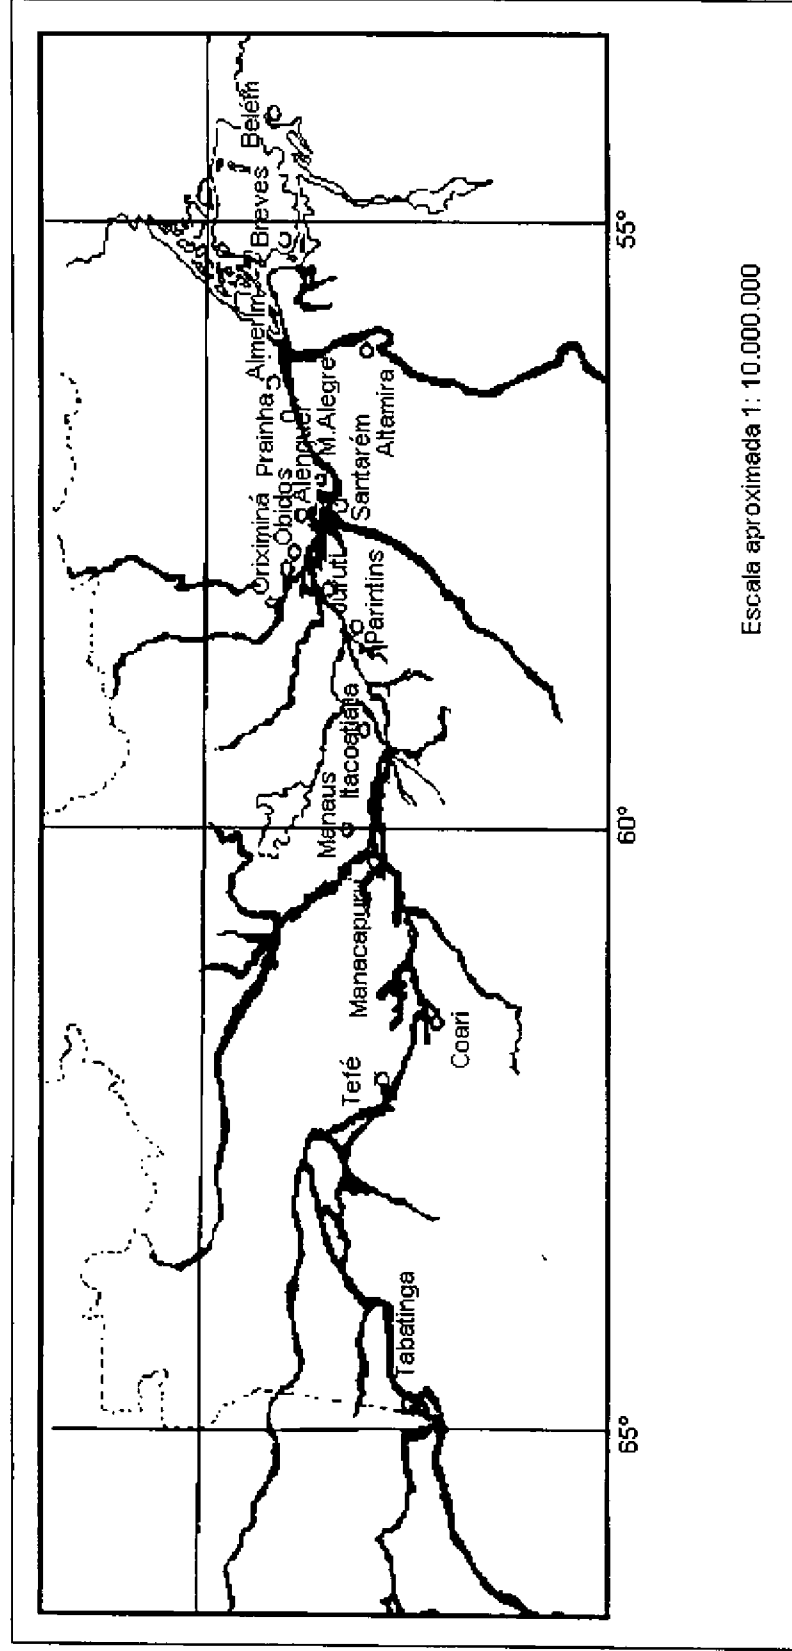 Belém
Breves
Almerim
Prainha
M.Alegre
Alenquer
Óbidos
Oriximiná
Santarém
Altamira
Juruti
Parintins
Itacoatiara
Manaus
Manacapuru
Coari
Tefé
Tabatinga
55°
60°
65°
Escala aproximada 1: 10.000.000